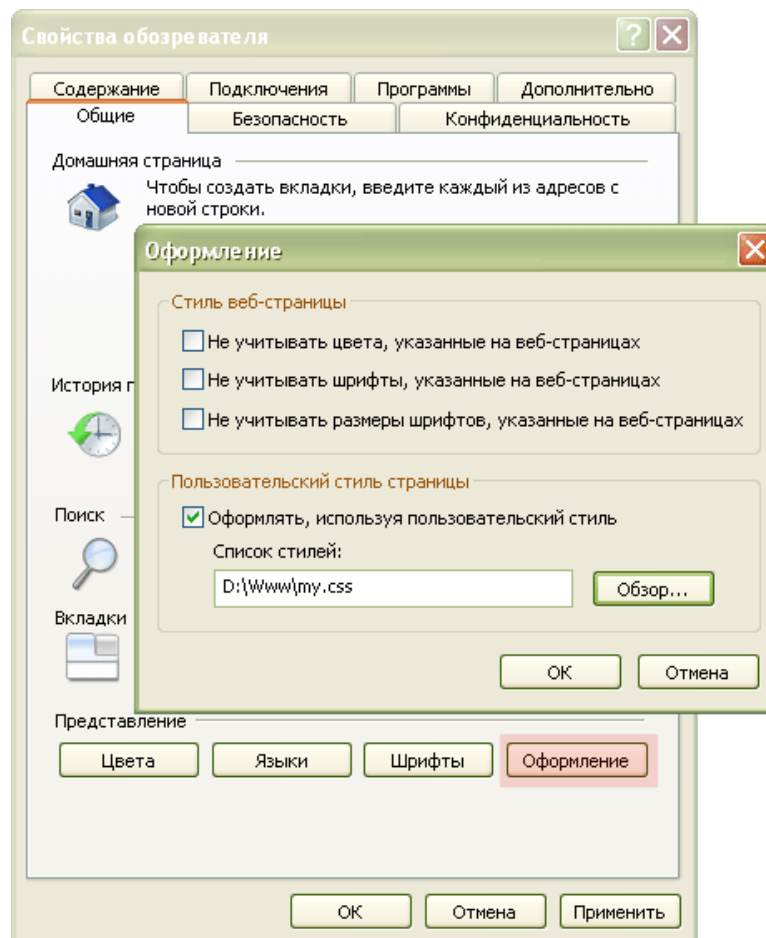 Свойства обозревателя
Содержание Подключения Программы Дополнительно
Общие Безопасность Конфиденциальность
Домашняя страница
Чтобы создать вкладки, введите каждый из адресов с
новой строки.
Оформление
Стиль веб-страницы
Не учитывать цвета, указанные на веб-страницах
История
Не учитывать шрифты, указанные на веб-страницах
Не учитывать размеры шрифтов, указанные на веб-страницах
Пользовательский стиль страницы
Поиск
Оформлять, используя пользовательский стиль
Список стилей:
D:\Www\my.css Обзор...
Вкладки
ОК Отмена
Представление
Цвета Языки Шрифты Оформление
ОК Отмена Применить